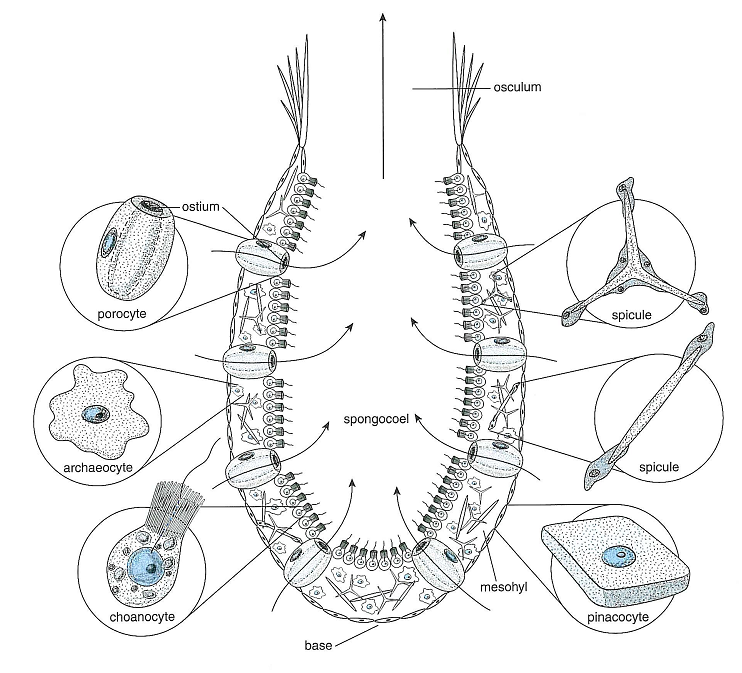 osculum
ostium
porocyte
spicule
spongocoel
archaeocyte
spicule
mesohyl
choanocyte
pinacocyte
base